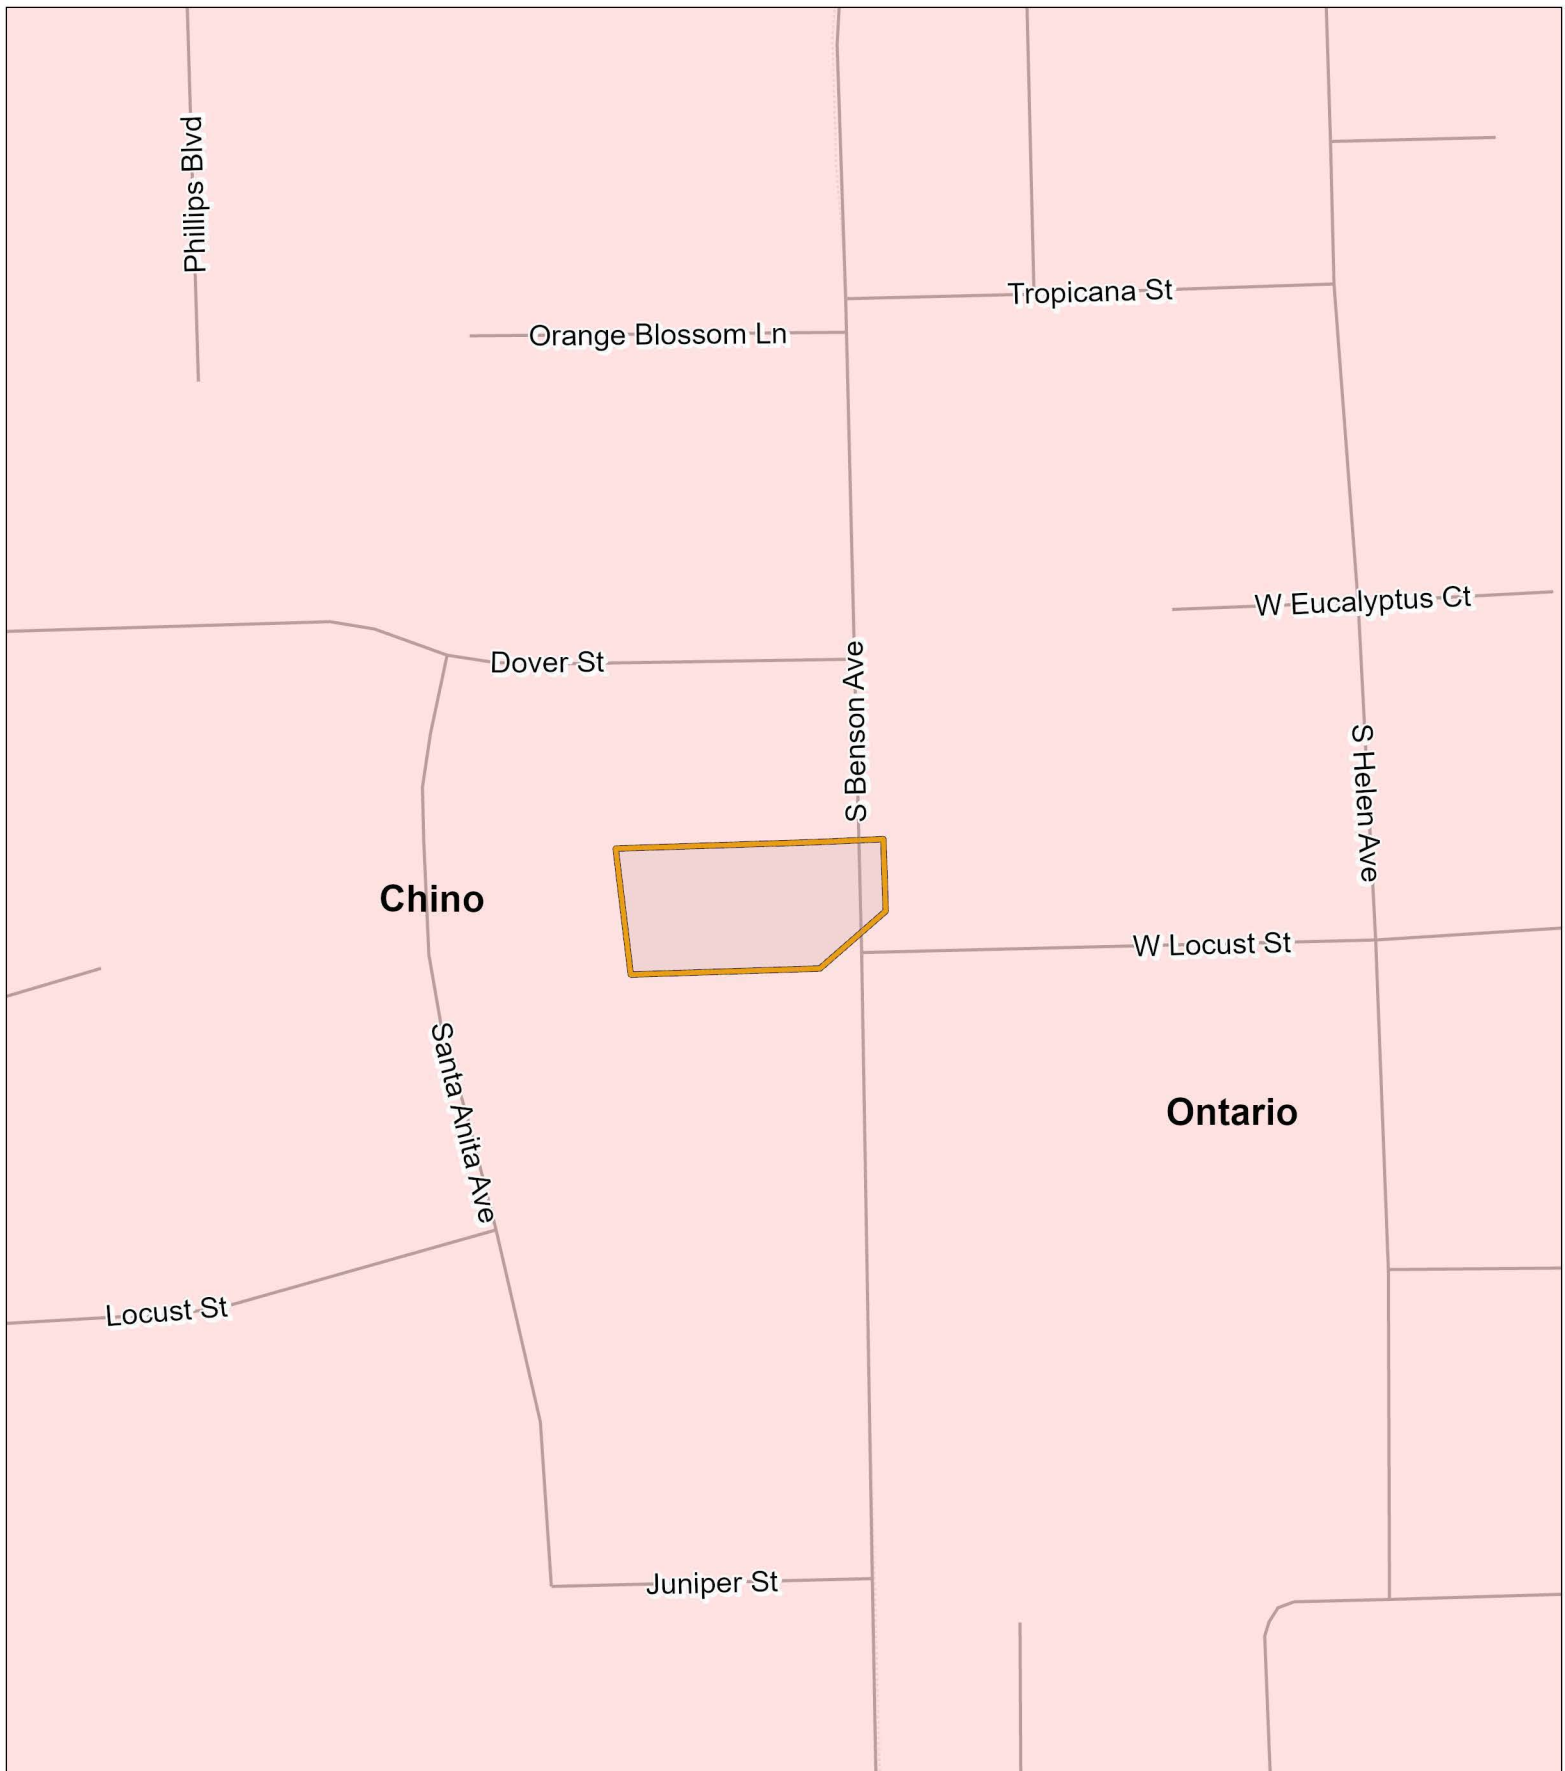 Phillips Blvd
Tropicana St
Orange Blossom Ln
W Eucalyptus Ct
Dover St
S Benson Ave
S Helen Ave
Chino
W Locust St
Santa Anita Ave
Ontario
Locust St
Juniper St